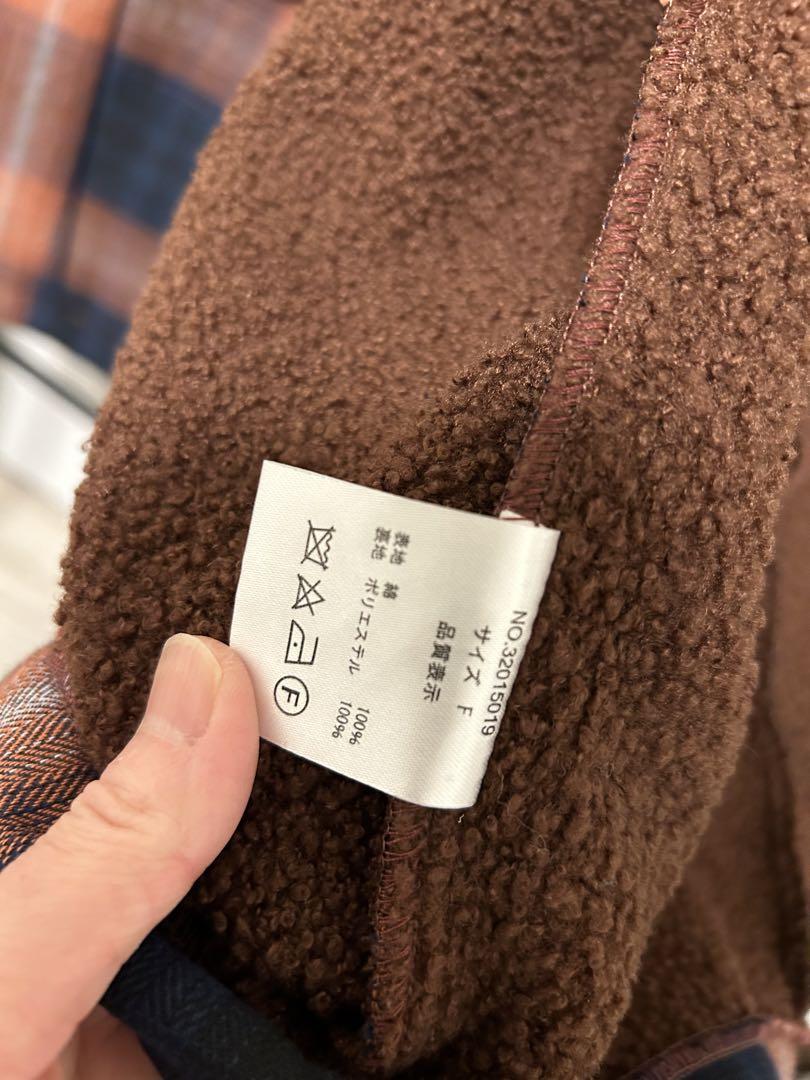 NO.32015019
サイズ F
品質表示
表地 綿 100%
裏地 ポリエステル 100%
F